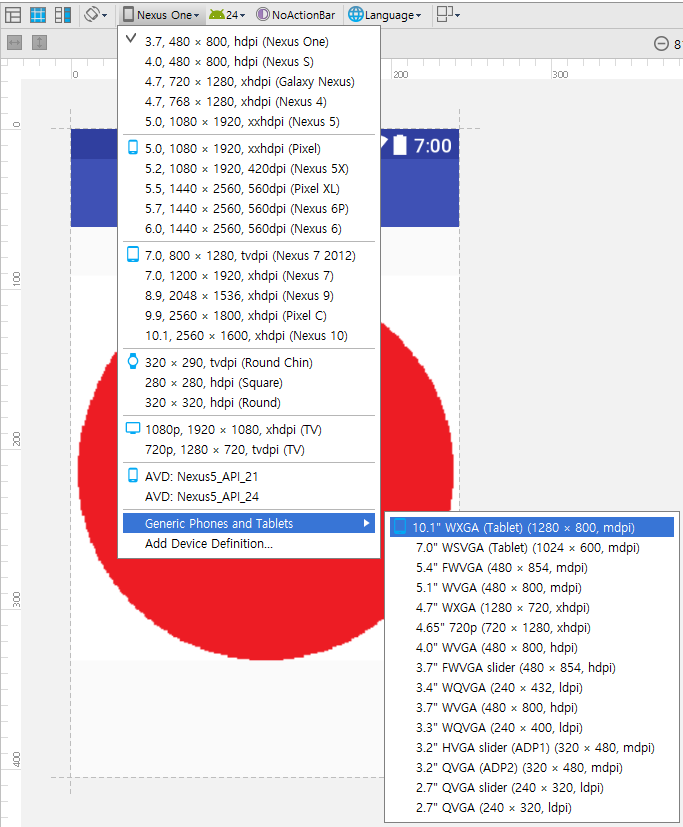 Nexus One 24 NoActionBar Language
8
0 200 300
3.7, 480 × 800, hdpi (Nexus One)
4.0, 480 × 800, hdpi (Nexus S)
4.7, 720 × 1280, xhdpi (Galaxy Nexus)
4.7, 768 × 1280, xhdpi (Nexus 4)
5.0, 1080 × 1920, xxhdpi (Nexus 5)
5.0, 1080 × 1920, xxhdpi (Pixel)
5.2, 1080 × 1920, 420dpi (Nexus 5X)
5.5, 1440 × 2560, 560dpi (Pixel XL)
5.7, 1440 × 2560, 560dpi (Nexus 6P)
6.0, 1440 × 2560, 560dpi (Nexus 6)
7.0, 800 × 1280, tvdpi (Nexus 7 2012)
7.0, 1200 × 1920, xhdpi (Nexus 7)
8.9, 2048 × 1536, xhdpi (Nexus 9)
9.9, 2560 × 1800, xhdpi (Pixel C)
10.1, 2560 × 1600, xhdpi (Nexus 10)
320 × 290, tvdpi (Round Chin)
280 × 280, hdpi (Square)
320 × 320, hdpi (Round)
1080p, 1920 × 1080, xhdpi (TV)
720p, 1280 × 720, tvdpi (TV)
AVD: Nexus5_API_21
AVD: Nexus5_API_24
Generic Phones and Tablets
Add Device Definition...
7:00
0
100
200
300
400
10.1" WXGA (Tablet) (1280 × 800, mdpi)
7.0" WSVGA (Tablet) (1024 × 600, mdpi)
5.4" FWVGA (480 × 854, mdpi)
5.1" WVGA (480 × 800, mdpi)
4.7" WXGA (1280 × 720, xhdpi)
4.65" 720p (720 × 1280, xhdpi)
4.0" WVGA (480 × 800, hdpi)
3.7" FWVGA slider (480 × 854, hdpi)
3.4" WQVGA (240 × 432, ldpi)
3.7" WVGA (480 × 800, hdpi)
3.3" WQVGA (240 × 400, ldpi)
3.2" HVGA slider (ADP1) (320 × 480, mdpi)
3.2" QVGA (ADP2) (320 × 480, mdpi)
2.7" QVGA slider (240 × 320, ldpi)
2.7" QVGA (240 × 320, ldpi)